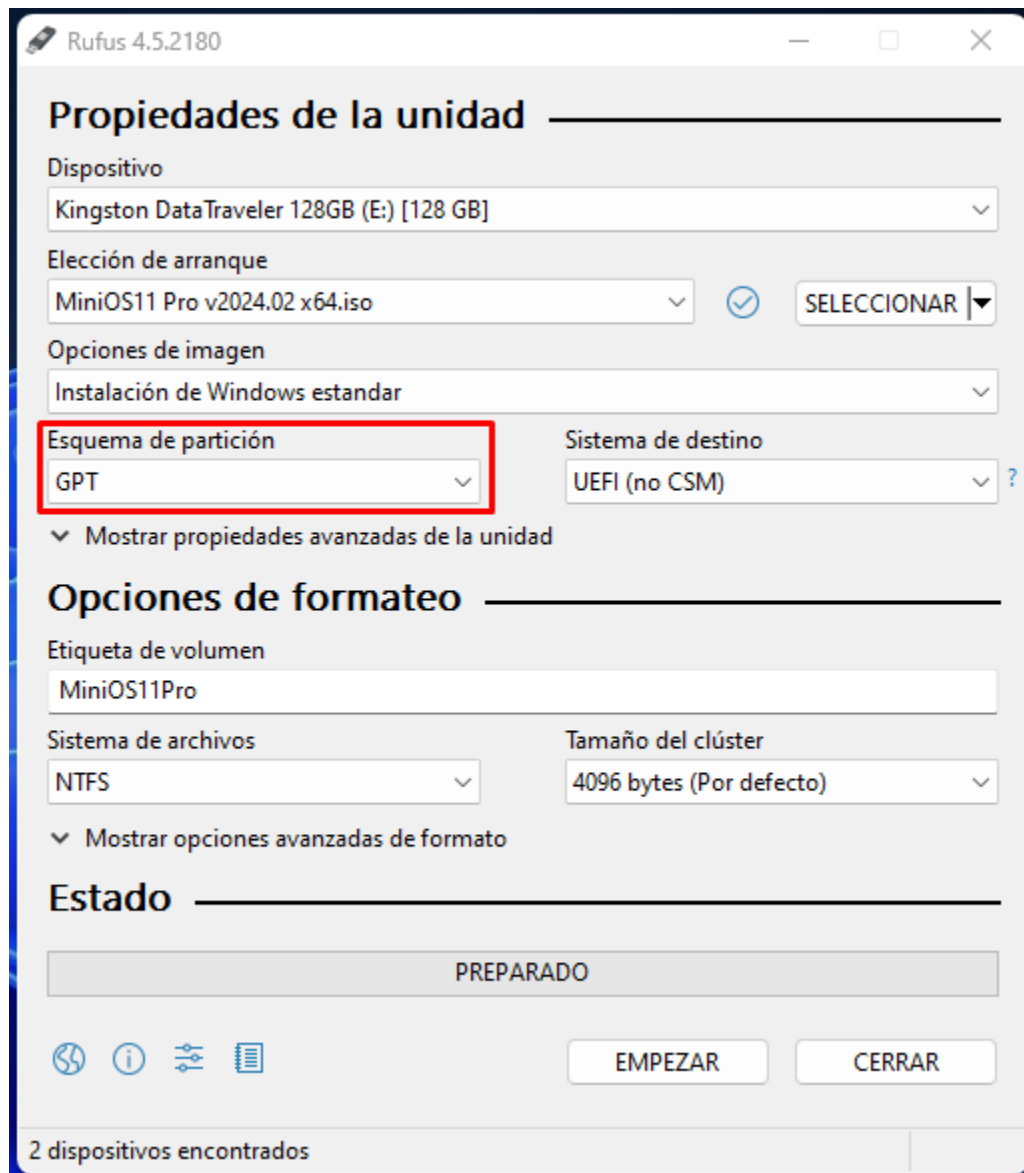 Rufus 4.5.2180
Propiedades de la unidad
Dispositivo
Kingston DataTraveler 128GB (E:) [128 GB]
Elección de arranque
MiniOS11 Pro v2024.02 x64.iso
SELECCIONAR
Opciones de imagen
Instalación de Windows estandar
Esquema de partición
Sistema de destino
GPT
UEFI (no CSM)
?
Mostrar propiedades avanzadas de la unidad
Opciones de formateo
Etiqueta de volumen
MiniOS11Pro
Sistema de archivos
Tamaño del clúster
NTFS
4096 bytes (Por defecto)
Mostrar opciones avanzadas de formato
Estado
PREPARADO
EMPEZAR
CERRAR
2 dispositivos encontrados